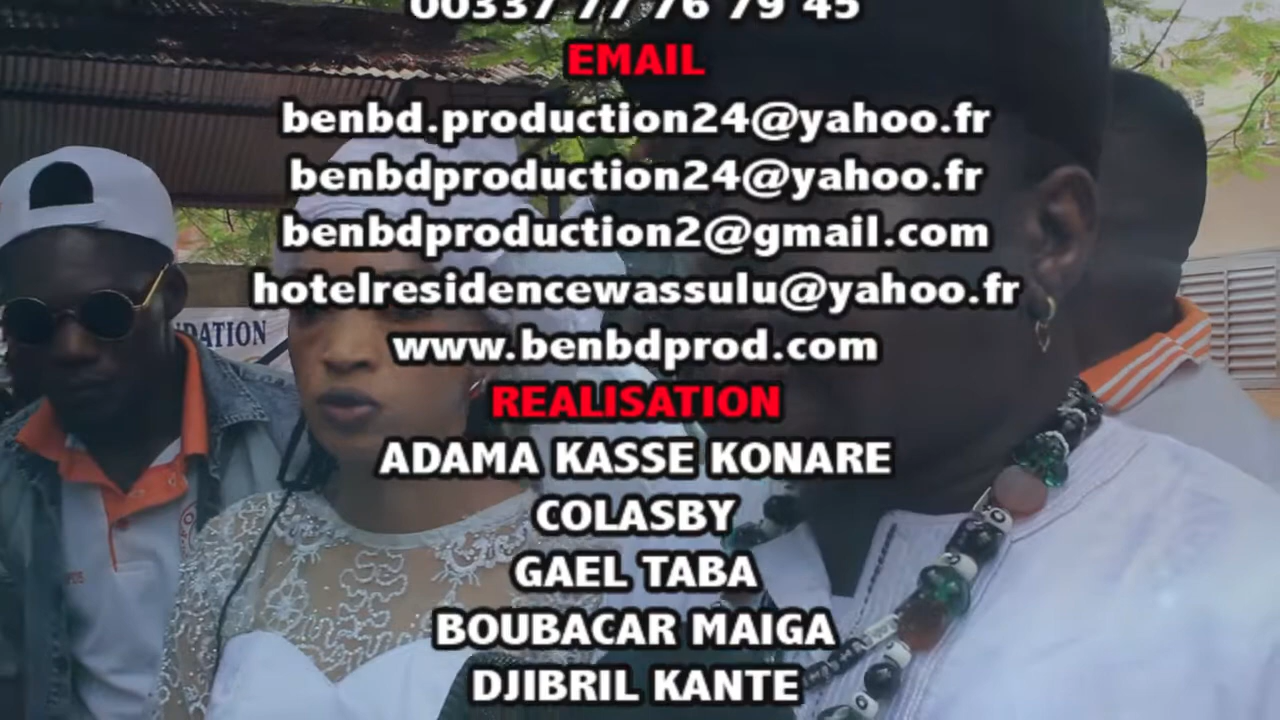 00337 77 76 79 45
EMAIL
benbd.production24@yahoo.fr
benbdproduction24@yahoo.fr
benbdproduction2@gmail.com
hotelresidencewassulu@yahoo.fr
www.benbdprod.com
REALISATION
ADAMA KASSE KONARE
COLASBY
GAEL TABA
BOUBACAR MAIGA
DJIBRIL KANTE